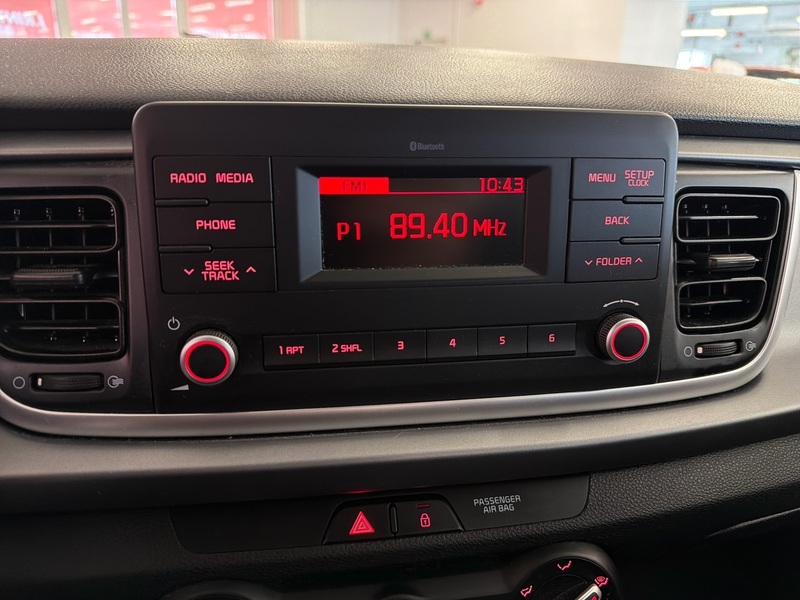 Bluetooth
RADIO MEDIA
PHONE
SEEK
TRACK
FM1 10:43
P1 89.40 MHz
MENU SETUP
CLOCK
BACK
FOLDER
1 RPT 2 SHFL 3 4 5 6
PASSENGER
AIR BAG